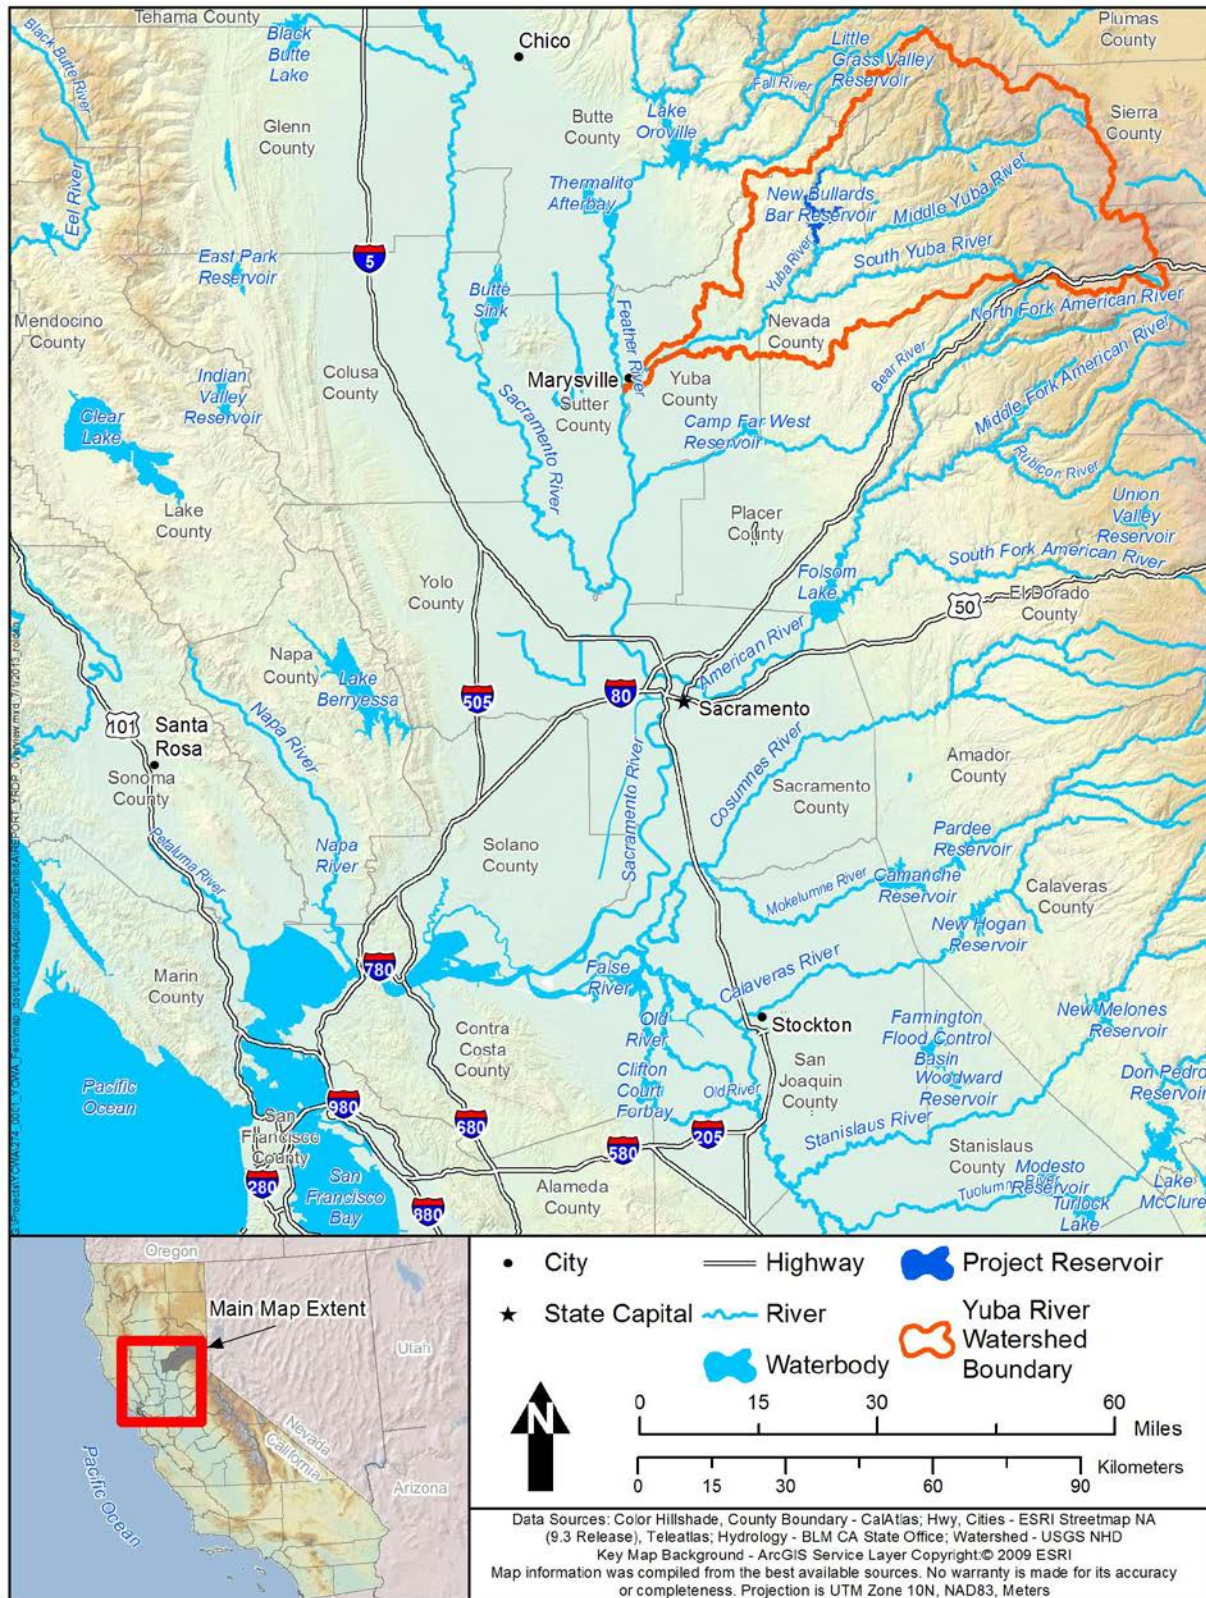 Tehama County
Plumas
County
Black Butte River
Black
Butte
Lake
Chico
Little
Grass Valley
Reservoir
Fall River
Glenn
County
Butte
County
Lake
Oroville
Sierra
County
Eel River
Thermalito
Afterbay
New Bullards
Bar Reservoir
Middle Yuba River
East Park
Reservoir
5
Butte
Sink
Yuba River
South Yuba River
Mendocino
County
Feather River
Nevada
County
North Fork American River
Colusa
County
Indian
Valley
Reservoir
Marysville
Sutter
County
Yuba
County
Bear River
Middle Fork American River
Clear
Lake
Sacramento River
Camp Far West
Reservoir
Rubicon River
Lake
County
Placer
County
Union
Valley
Reservoir
Yolo
County
Folsom
Lake
South Fork American River
50
El Dorado
County
Napa
County
Lake
Berryessa
American River
505
80
Sacramento
101
Santa
Rosa
Napa River
Sonoma
County
Sacramento River
Cosumnes River
Sacramento
County
Amador
County
Petaluma River
Napa
River
Solano
County
Pardee
Reservoir
Mokelumne River
Camanche
Reservoir
Calaveras
County
New Hogan
Reservoir
Marin
County
780
False
River
Calaveras River
Contra
Costa
County
Old
River
Stockton
Farmington
Flood Control
Basin
New Melones
Reservoir
Pacific
Ocean
Clifton
Court
Forbay
Old River
San
Joaquin
County
Woodward
Reservoir
Don Pedro
Reservoir
980
San
Francisco
County
680
580
205
Stanislaus River
Stanislaus
County
280
San
Francisco
Bay
880
Alameda
County
Modesto
Reservoir
Tuolumne River
Turlock
Lake
Lake
McClure
Oregon
Main Map Extent
Utah
Nevada
California
Arizona
Pacific Ocean
City
Highway
Project Reservoir
State Capital
River
Yuba River
Watershed
Boundary
Waterbody
N
0 15 30 60
Miles
0 15 30 60 90
Kilometers
Data Sources: Color Hillshade, County Boundary - CalAtlas; Hwy, Cities - ESRI Streetmap NA
(9.3 Release), Teleatlas; Hydrology - BLM CA State Office; Watershed - USGS NHD
Key Map Background - ArcGIS Service Layer Copyright:© 2009 ESRI
Map information was compiled from the best available sources. No warranty is made for its accuracy
or completeness. Projection is UTM Zone 10N, NAD83, Meters